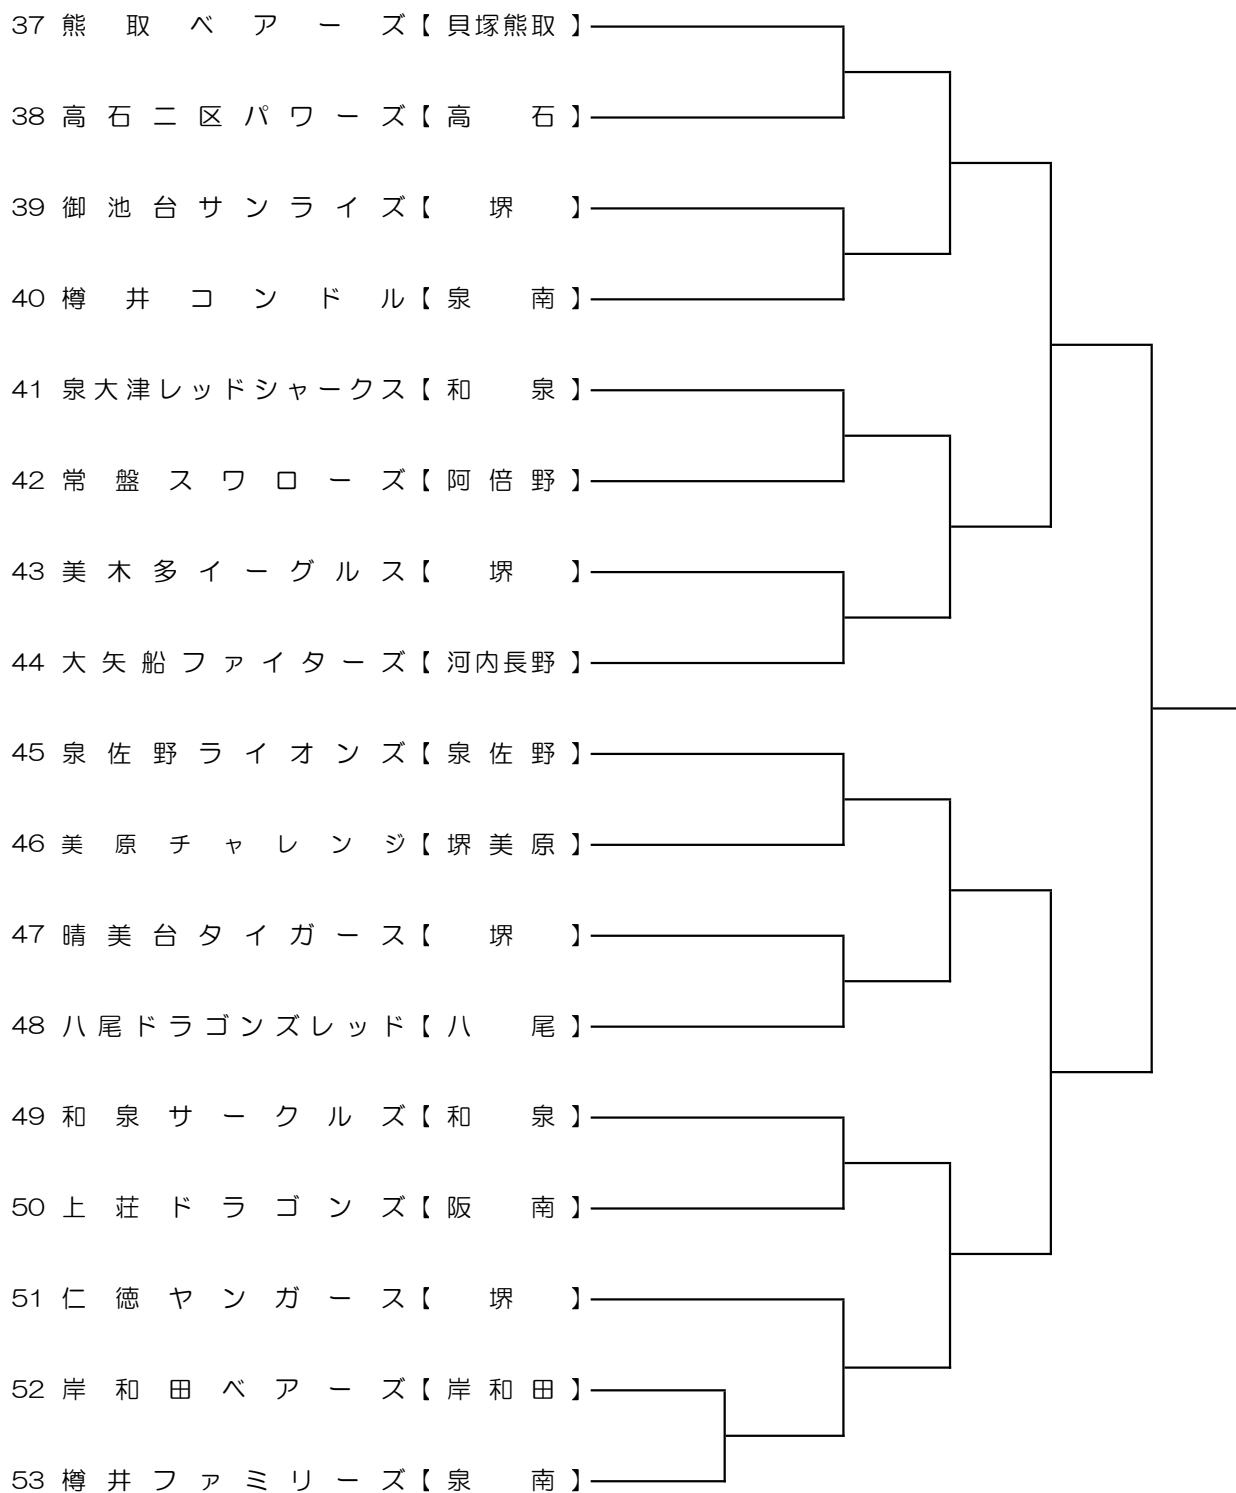 37 熊取ベアーズ【 貝塚熊取 】
38 高石二区パワーズ【 高石 】
39 御池台サンライズ【 堺 】
40 樽井コンドル【 泉南 】
41 泉大津レッドシャークス【 和泉 】
42 常盤スワローズ【 阿倍野 】
43 美木多イーグルス【 堺 】
44 大矢船ファイターズ【 河内長野 】
45 泉佐野ライオンズ【 泉佐野 】
46 美原チャレンジ【 堺美原 】
47 晴美台タイガース【 堺 】
48 八尾ドラゴンズレッド【 八尾 】
49 和泉サークルズ【 和泉 】
50 上荘ドラゴンズ【 阪南 】
51 仁徳ヤンガース【 堺 】
52 岸和田ベアーズ【 岸和田 】
53 樽井ファミリーズ【 泉南 】